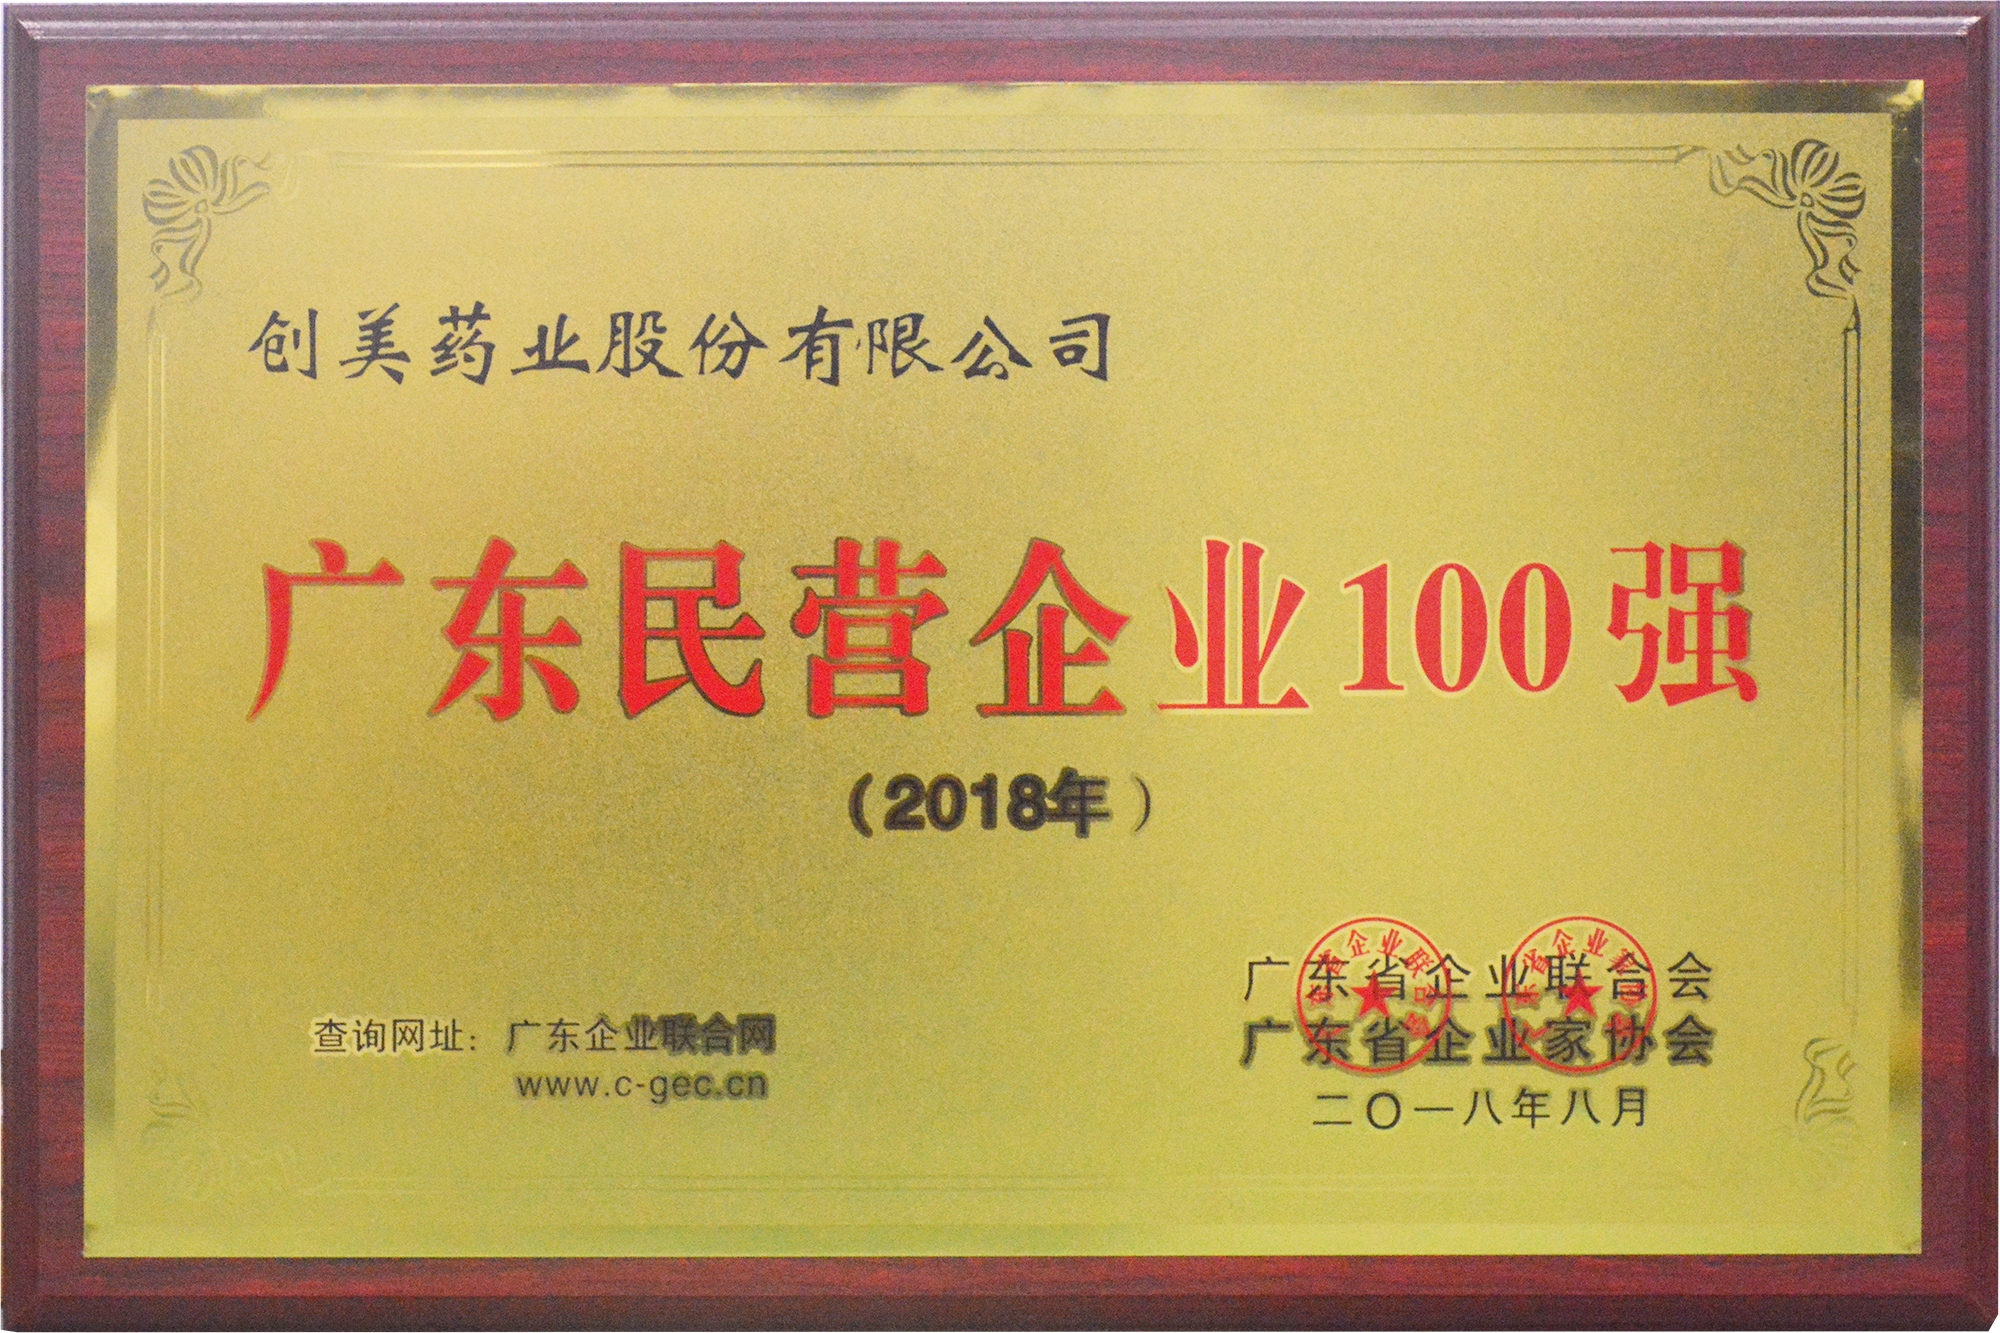 创美药业股份有限公司
广东民营企业100强
（2018年）
查询网址：广东企业联合网
www.c-gec.cn
广东省企业联合会
广东省企业家协会
二〇一八年八月